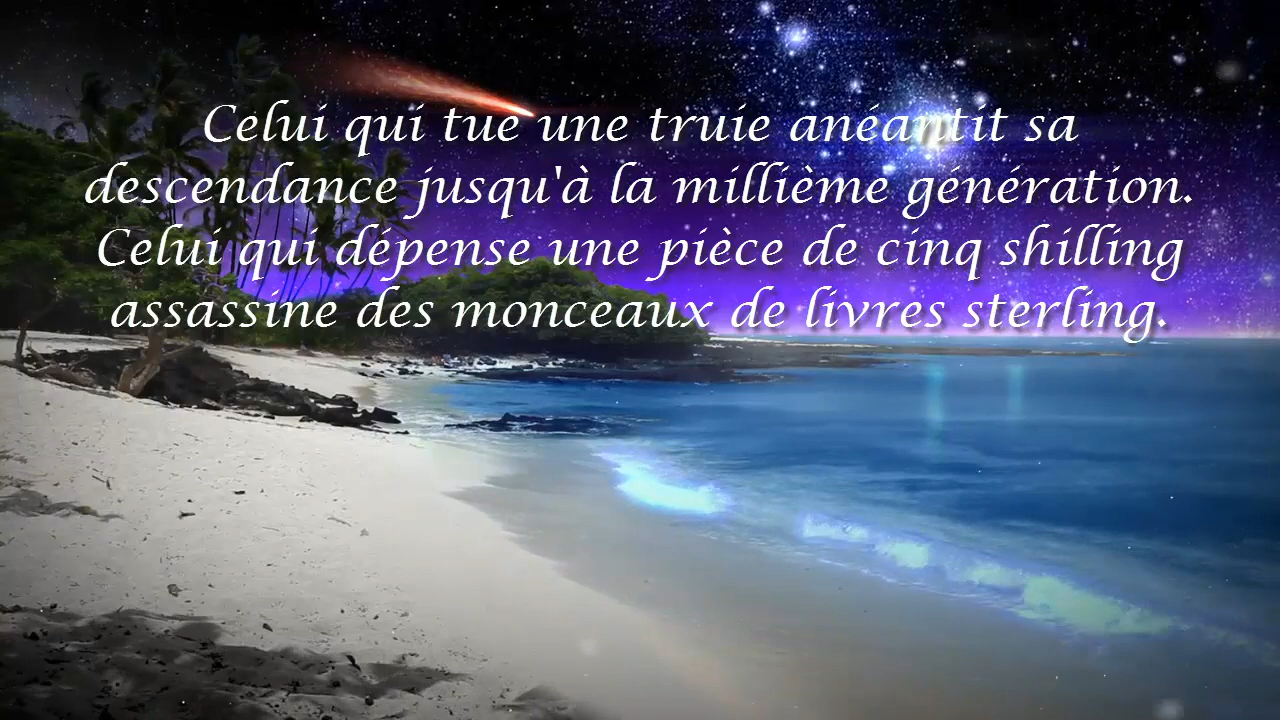 Celui qui tue une truie anéantit sa
descendance jusqu'à la millième génération.
Celui qui dépense une pièce de cinq shilling
assassine des monceaux de livres sterling.